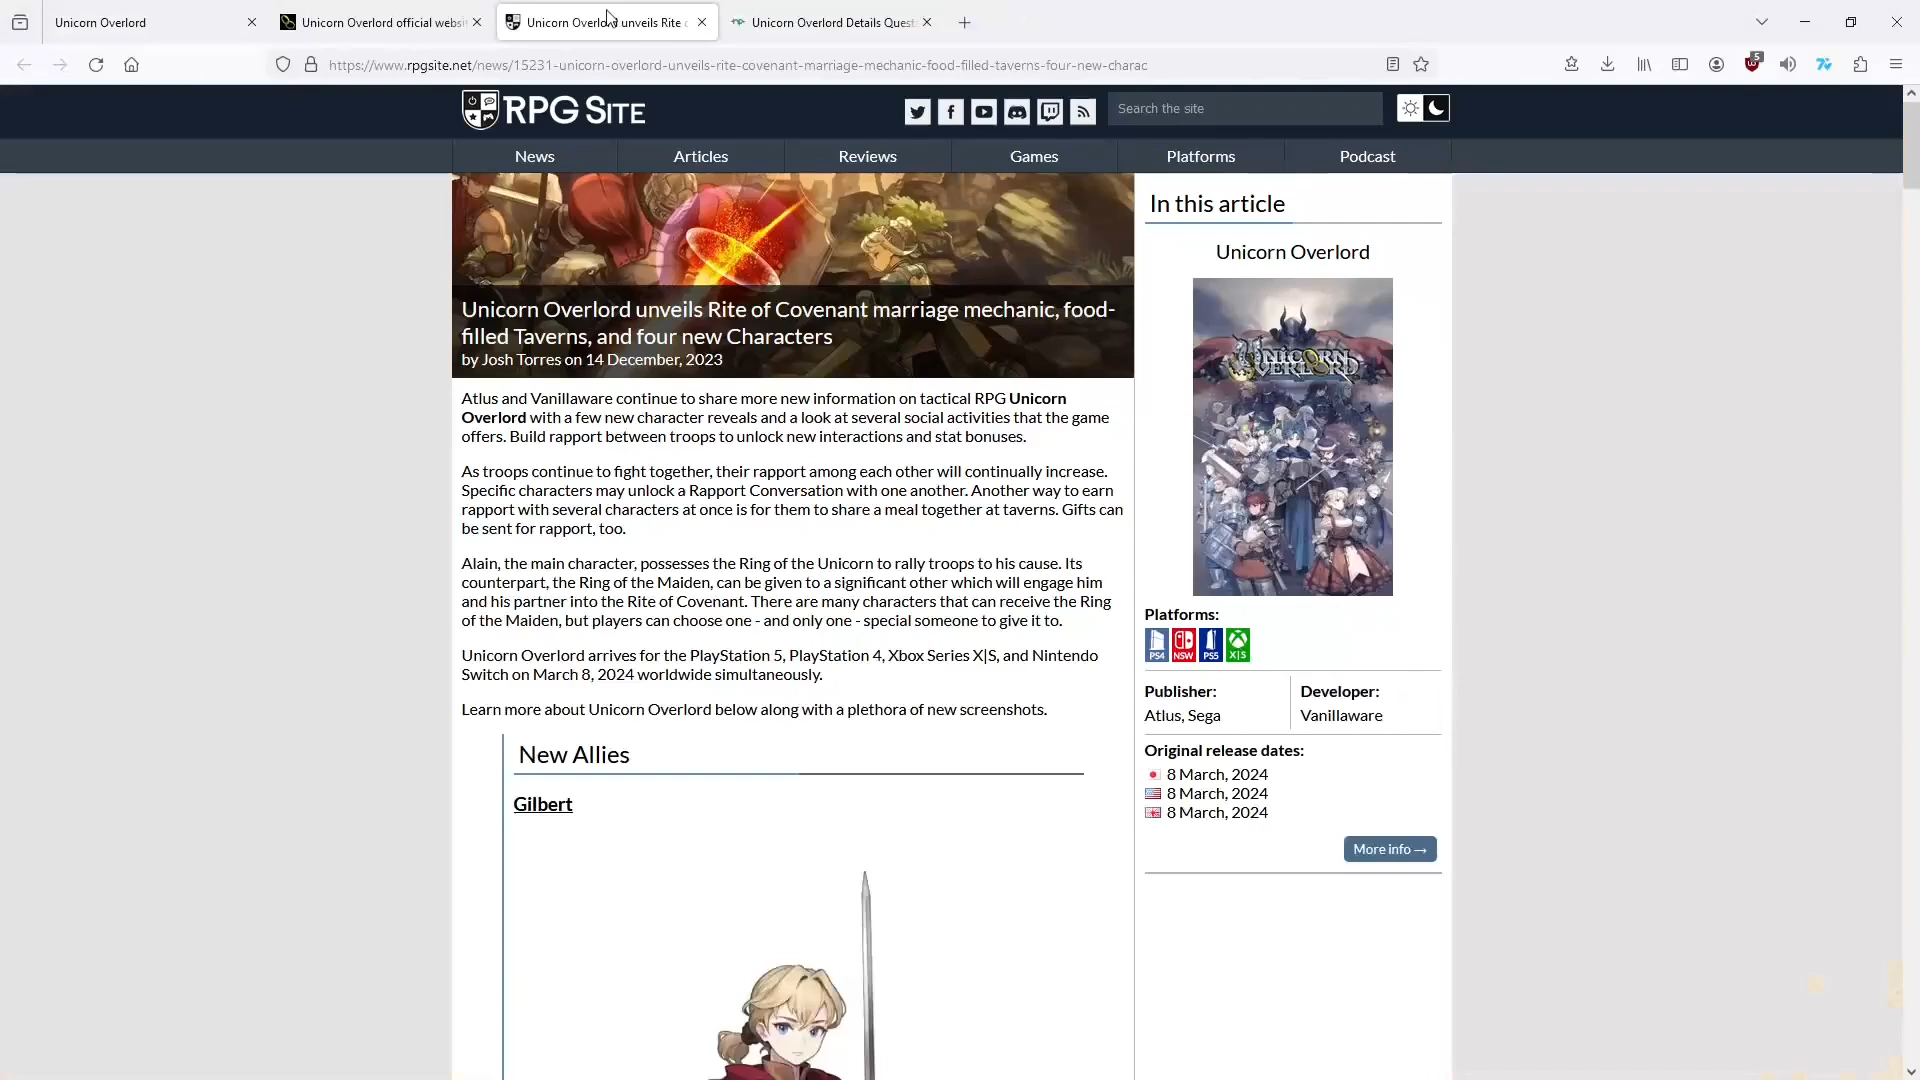 Unicorn Overlord
Unicorn Overlord official websi
Unicorn Overlord unveils Rite
Unicorn Overlord Details Quest
https://www.rpgsite.net/news/15231-unicorn-overlord-unveils-rite-covenant-marriage-mechanic-food-filled-taverns-four-new-charac
5
RPG SITE
Search the site
News
Articles
Reviews
Games
Platforms
Podcast
Unicorn Overlord unveils Rite of Covenant marriage mechanic, food-
filled Taverns, and four new Characters
by Josh Torres on 14 December, 2023
Atlus and Vanillaware continue to share more new information on tactical RPG Unicorn
Overlord with a few new character reveals and a look at several social activities that the game
offers. Build rapport between troops to unlock new interactions and stat bonuses.
As troops continue to fight together, their rapport among each other will continually increase.
Specific characters may unlock a Rapport Conversation with one another. Another way to earn
rapport with several characters at once is for them to share a meal together at taverns. Gifts can
be sent for rapport, too.
Alain, the main character, possesses the Ring of the Unicorn to rally troops to his cause. Its
counterpart, the Ring of the Maiden, can be given to a significant other which will engage him
and his partner into the Rite of Covenant. There are many characters that can receive the Ring
of the Maiden, but players can choose one - and only one - special someone to give it to.
Unicorn Overlord arrives for the PlayStation 5, PlayStation 4, Xbox Series X|S, and Nintendo
Switch on March 8, 2024 worldwide simultaneously.
Learn more about Unicorn Overlord below along with a plethora of new screenshots.
New Allies
Gilbert
In this article
Unicorn Overlord
UNICORN
OVERLORD
Platforms:
PS4 NSW PS5 X|S
Publisher:
Atlus, Sega
Developer:
Vanillaware
Original release dates:
8 March, 2024
8 March, 2024
8 March, 2024
More info →